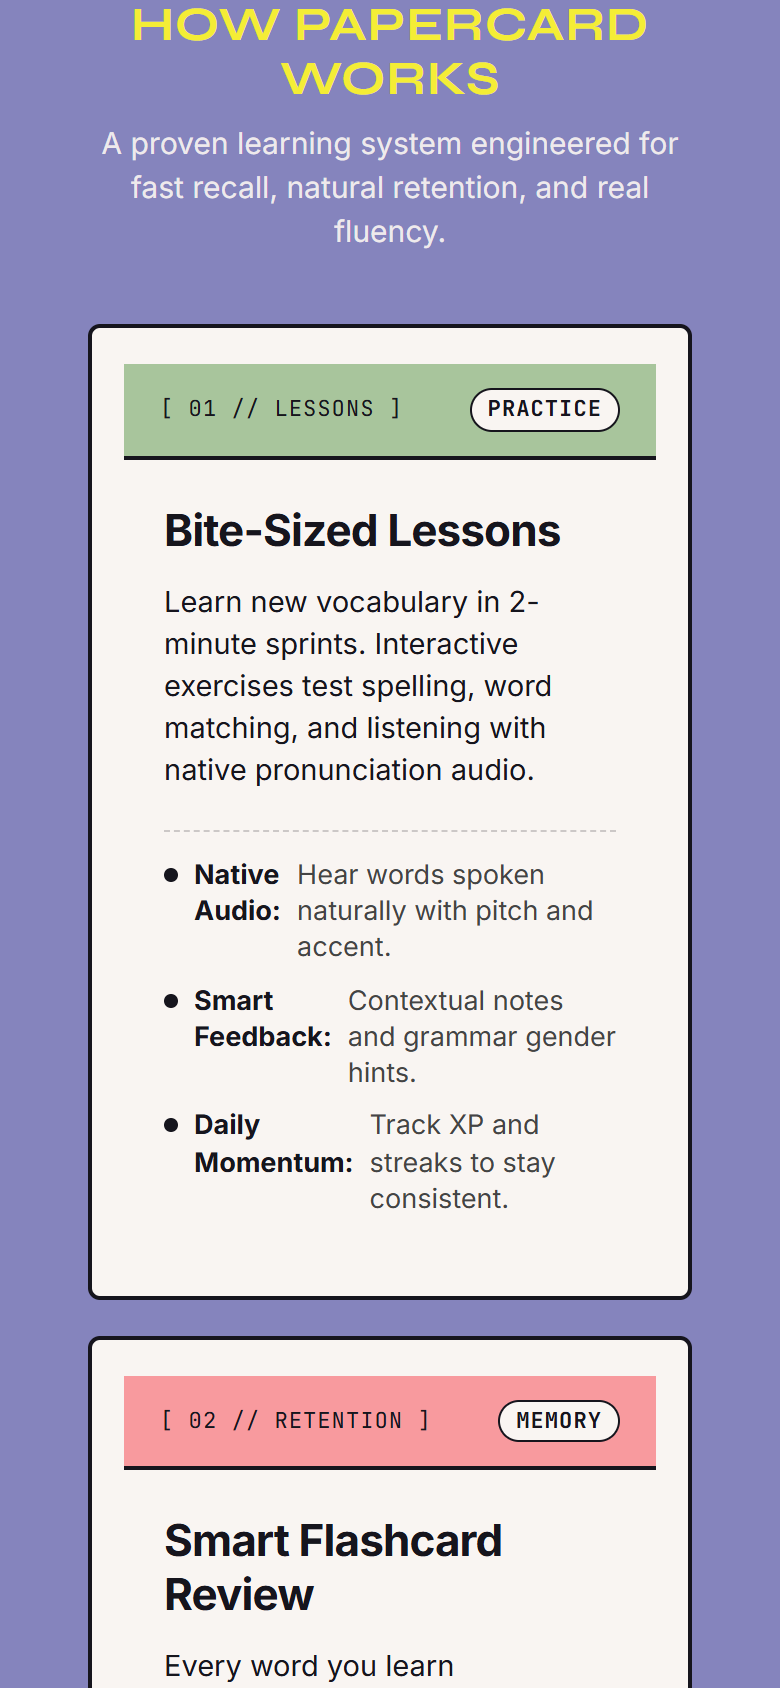 HOW PAPERCARD
WORKS
A proven learning system engineered for
fast recall, natural retention, and real
fluency.
[ 01 // LESSONS ]
PRACTICE
Bite-Sized Lessons
Learn new vocabulary in 2-
minute sprints. Interactive
exercises test spelling, word
matching, and listening with
native pronunciation audio.
Native Hear words spoken
Audio: naturally with pitch and
accent.
Smart Contextual notes
Feedback: and grammar gender
hints.
Daily Track XP and
Momentum: streaks to stay
consistent.
[ 02 // RETENTION ]
MEMORY
Smart Flashcard
Review
Every word you learn